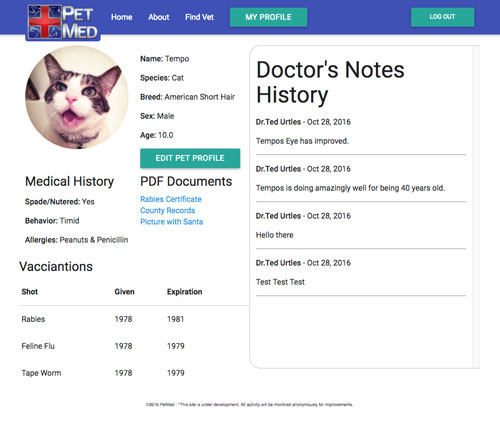 PET MED
Home About Find Vet MY PROFILE LOG OUT
Name: Tempo
Species: Cat
Breed: American Short Hair
Sex: Male
Age: 10.0
EDIT PET PROFILE
Medical History
Spade/Nutered: Yes
Behavior: Timid
Allergies: Peanuts & Penicillin
PDF Documents
Rabies Certificate
County Records
Picture with Santa
Vacciantions
Shot Given Expiration
Rabies 1978 1981
Feline Flu 1978 1979
Tape Worm 1978 1979
Doctor's Notes
History
Dr.Ted Urtles - Oct 28, 2016
Tempos Eye has improved.
Dr.Ted Urtles - Oct 28, 2016
Tempos is doing amazingly well for being 40 years old.
Dr.Ted Urtles - Oct 28, 2016
Hello there
Dr.Ted Urtles - Oct 28, 2016
Test Test Test
©2016 PetMed - *This site is under development. All activity will be monitred anonymously for improvements.